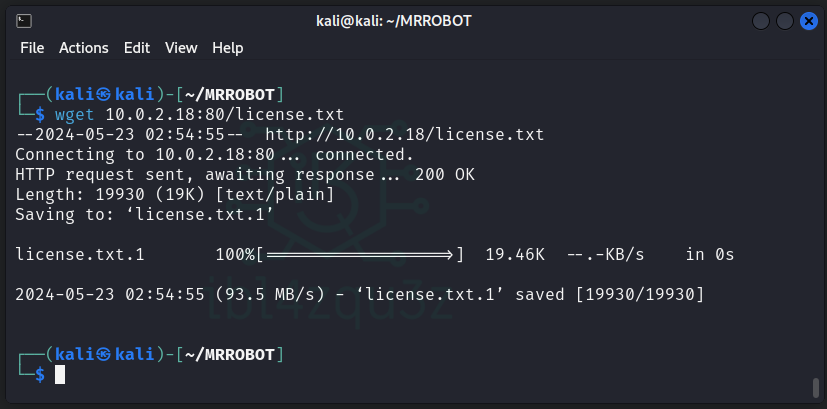 kali@kali: ~/MRROBOT
File Actions Edit View Help
┌──(kali㉿kali)-[~/MRROBOT]
└─$ wget 10.0.2.18:80/license.txt
--2024-05-23 02:54:55-- http://10.0.2.18/license.txt
Connecting to 10.0.2.18:80... connected.
HTTP request sent, awaiting response... 200 OK
Length: 19930 (19K) [text/plain]
Saving to: ‘license.txt.1’
license.txt.1 100%[===================>] 19.46K --.-KB/s in 0s
2024-05-23 02:54:55 (93.5 MB/s) - ‘license.txt.1’ saved [19930/19930]
lbl4zqu3z
┌──(kali㉿kali)-[~/MRROBOT]
└─$